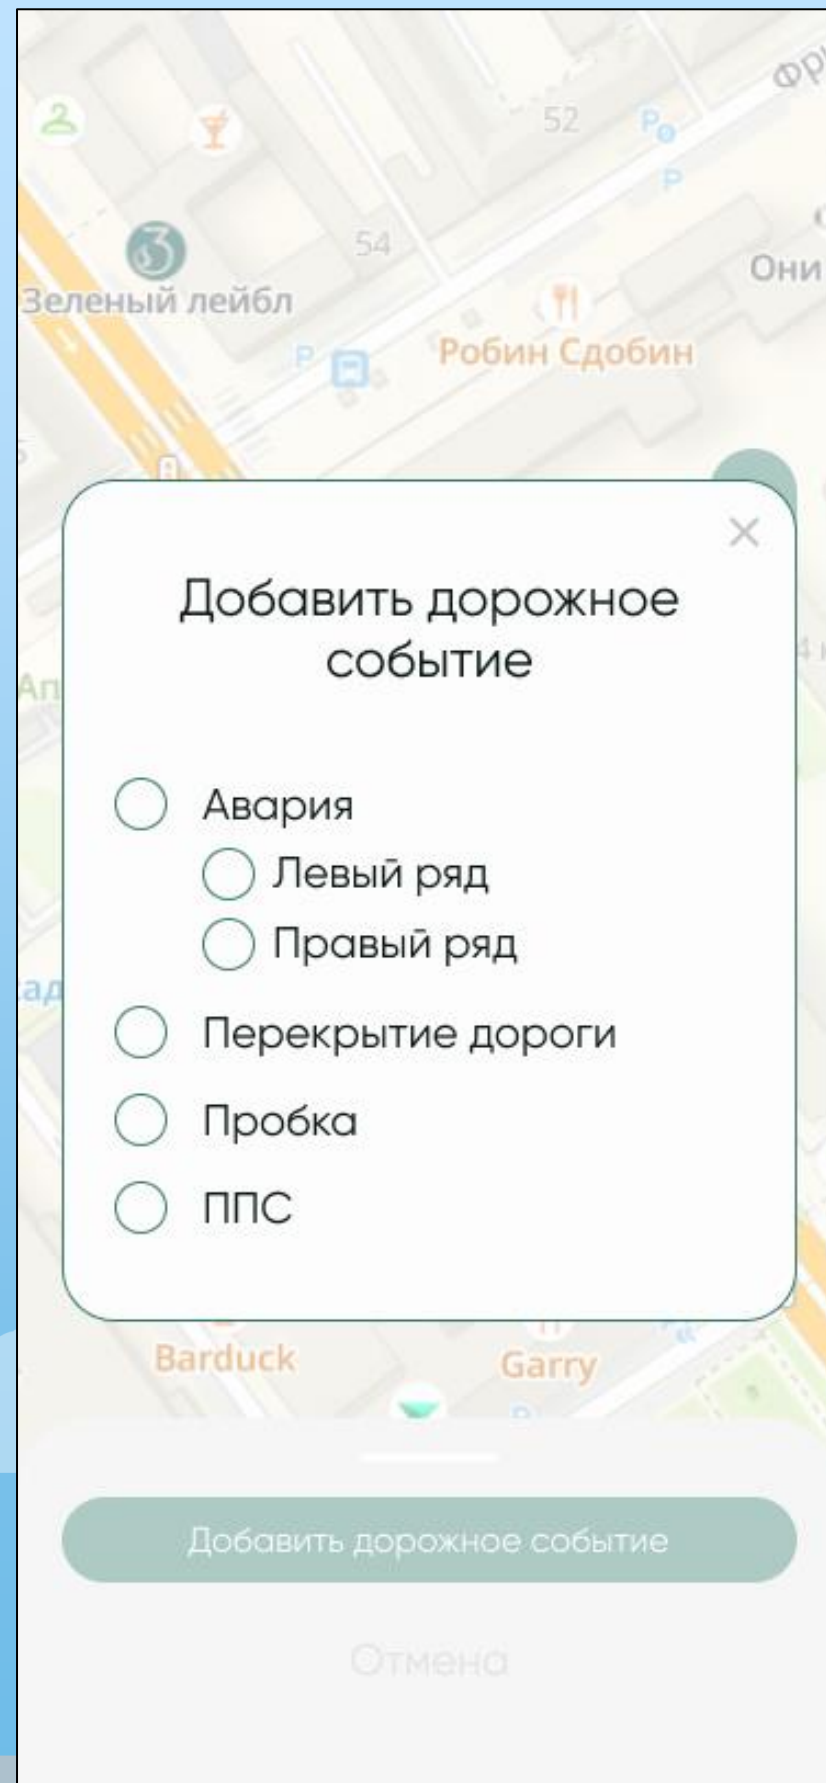 52
54
Зеленый лейбл
Они
Робин Сдобин
Добавить дорожное
событие
Авария
Левый ряд
Правый ряд
Перекрытие дороги
Пробка
ППС
Barduck
Garry
Добавить дорожное событие
Отмена